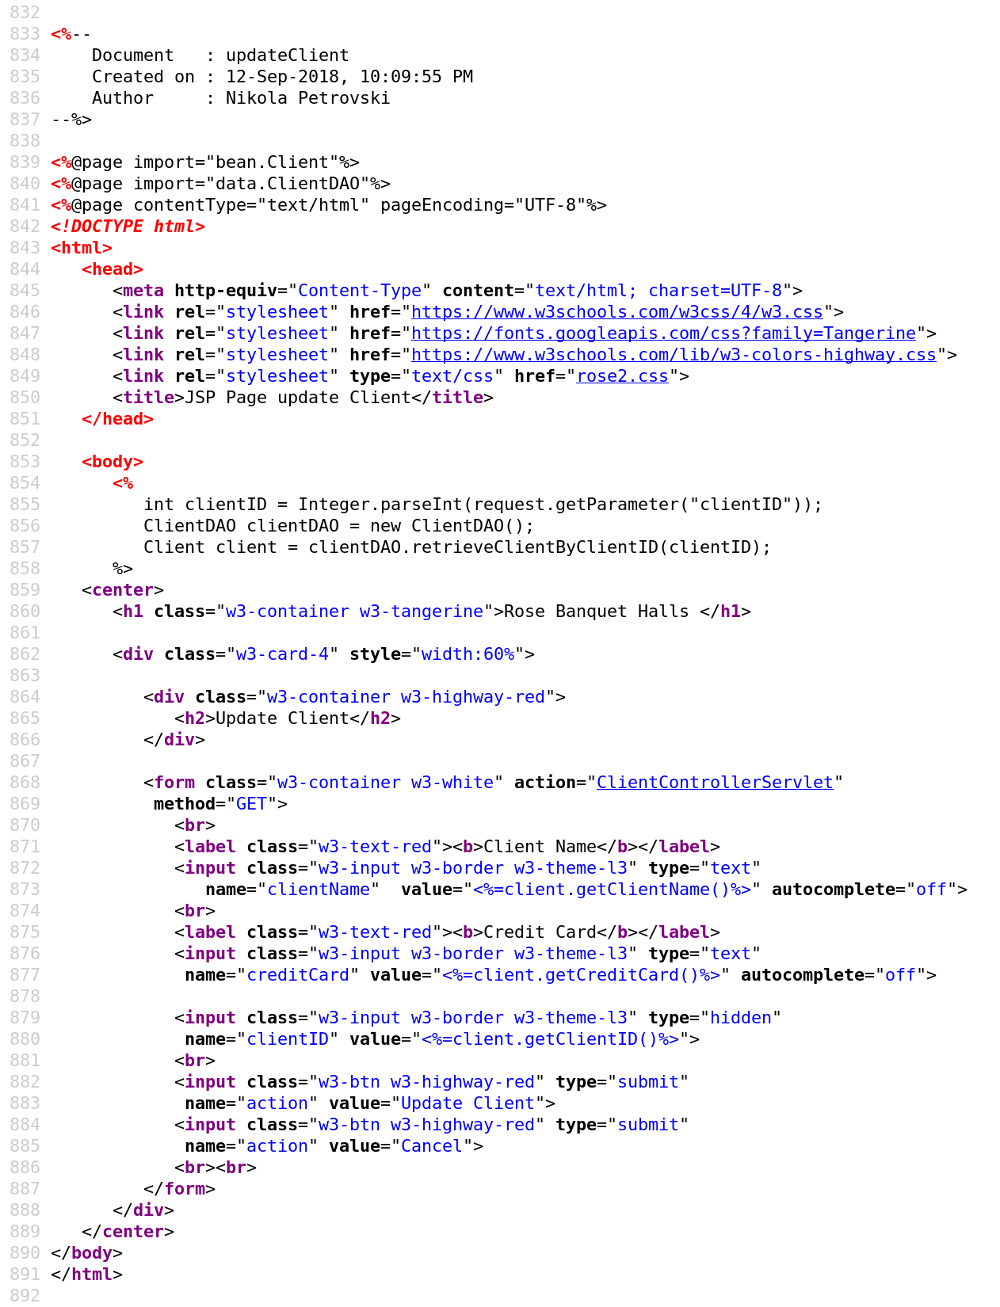 832
833 <%--
834     Document   : updateClient
835     Created on : 12-Sep-2018, 10:09:55 PM
836     Author     : Nikola Petrovski
837 --%>
838
839 <%@page import="bean.Client"%>
840 <%@page import="data.ClientDAO"%>
841 <%@page contentType="text/html" pageEncoding="UTF-8"%>
842 <!DOCTYPE html>
843 <html>
844    <head>
845       <meta http-equiv="Content-Type" content="text/html; charset=UTF-8">
846       <link rel="stylesheet" href="https://www.w3schools.com/w3css/4/w3.css">
847       <link rel="stylesheet" href="https://fonts.googleapis.com/css?family=Tangerine">
848       <link rel="stylesheet" href="https://www.w3schools.com/lib/w3-colors-highway.css">
849       <link rel="stylesheet" type="text/css" href="rose2.css">
850       <title>JSP Page update Client</title>
851    </head>
852
853    <body>
854       <%
855          int clientID = Integer.parseInt(request.getParameter("clientID"));
856          ClientDAO clientDAO = new ClientDAO();
857          Client client = clientDAO.retrieveClientByClientID(clientID);
858       %>
859    <center>
860       <h1 class="w3-container w3-tangerine">Rose Banquet Halls </h1>
861
862       <div class="w3-card-4" style="width:60%">
863
864          <div class="w3-container w3-highway-red">
865             <h2>Update Client</h2>
866          </div>
867
868          <form class="w3-container w3-white" action="ClientControllerServlet"
869           method="GET">
870             <br>
871             <label class="w3-text-red"><b>Client Name</b></label>
872             <input class="w3-input w3-border w3-theme-l3" type="text"
873                name="clientName"  value="<%=client.getClientName()%>" autocomplete="off">
874             <br>
875             <label class="w3-text-red"><b>Credit Card</b></label>
876             <input class="w3-input w3-border w3-theme-l3" type="text"
877              name="creditCard" value="<%=client.getCreditCard()%>" autocomplete="off">
878
879             <input class="w3-input w3-border w3-theme-l3" type="hidden"
880              name="clientID" value="<%=client.getClientID()%>">
881             <br>
882             <input class="w3-btn w3-highway-red" type="submit"
883              name="action" value="Update Client">
884             <input class="w3-btn w3-highway-red" type="submit"
885              name="action" value="Cancel">
886             <br><br>
887          </form>
888       </div>
889    </center>
890 </body>
891 </html>
892